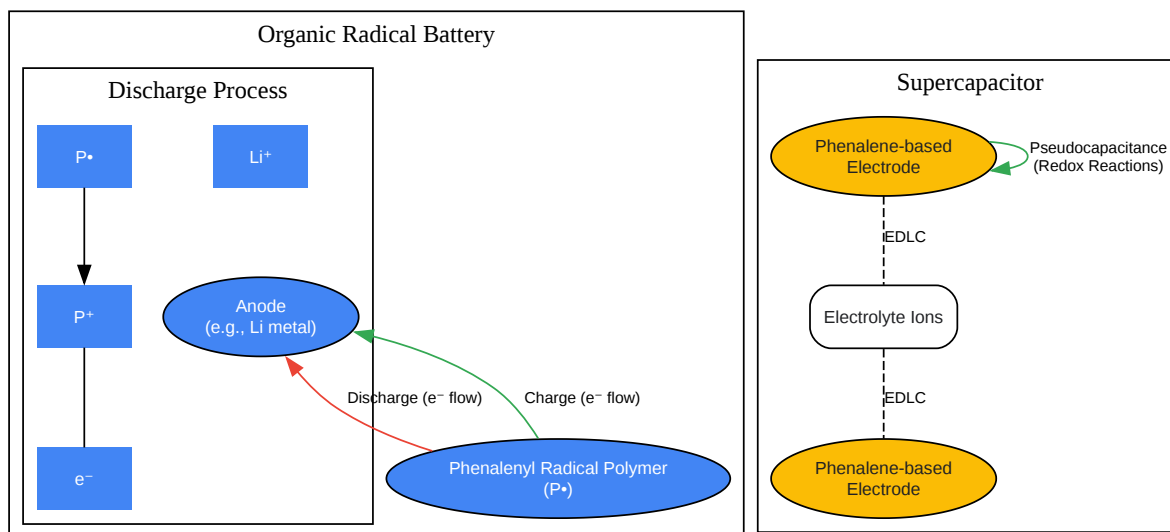 Organic Radical Battery
Discharge Process
P•
Li⁺
P⁺
Anode
(e.g., Li metal)
Discharge (e⁻ flow)
Charge (e⁻ flow)
e⁻
Phenalenyl Radical Polymer
(P•)
Supercapacitor
Phenalene-based
Electrode
Pseudocapacitance
(Redox Reactions)
EDLC
Electrolyte Ions
EDLC
Phenalene-based
Electrode